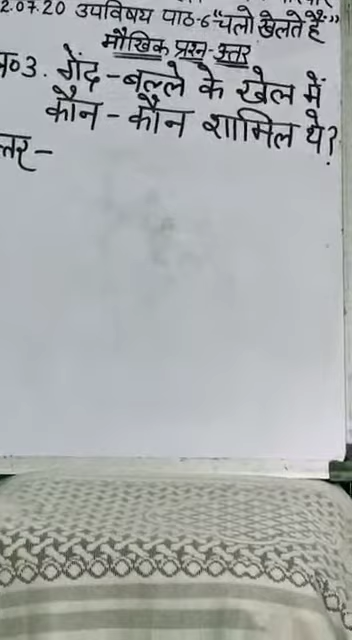 2.07.20 उपविषय पाठ-6 "चलो खेलते हैं"
मौखिक प्रश्न-उत्तर
प्र०3. गेंद-बल्ले के खेल में
कौन-कौन शामिल थे?
त्तर-